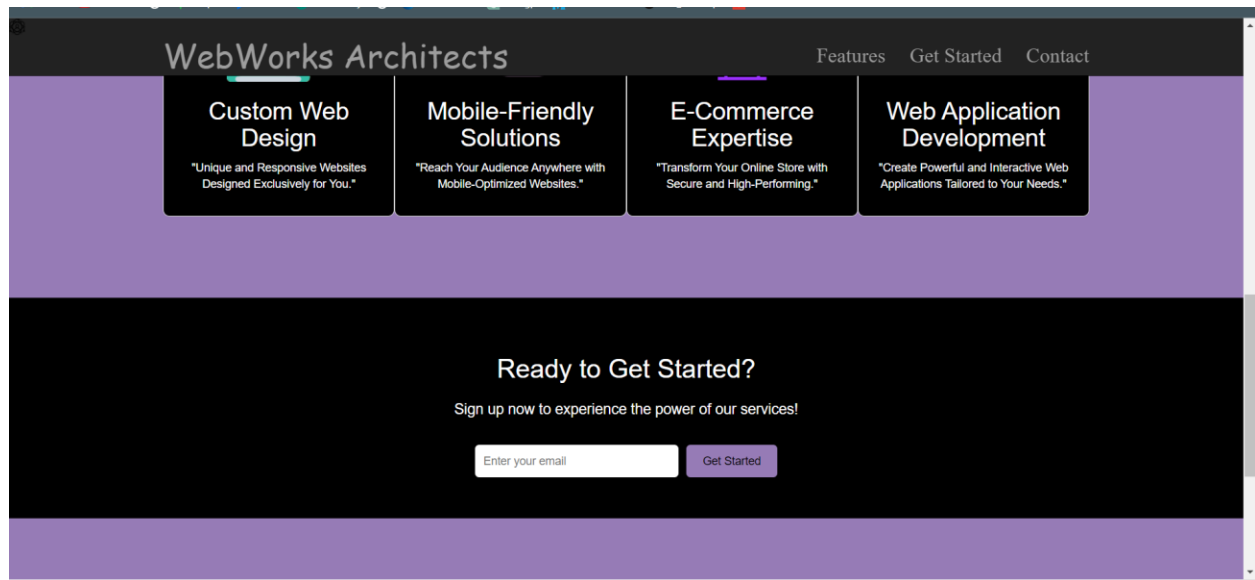 WebWorks Architects
Features Get Started Contact
Custom Web
Design
"Unique and Responsive Websites
Designed Exclusively for You."
Mobile-Friendly
Solutions
"Reach Your Audience Anywhere with
Mobile-Optimized Websites."
E-Commerce
Expertise
"Transform Your Online Store with
Secure and High-Performing."
Web Application
Development
"Create Powerful and Interactive Web
Applications Tailored to Your Needs."
Ready to Get Started?
Sign up now to experience the power of our services!
Enter your email
Get Started